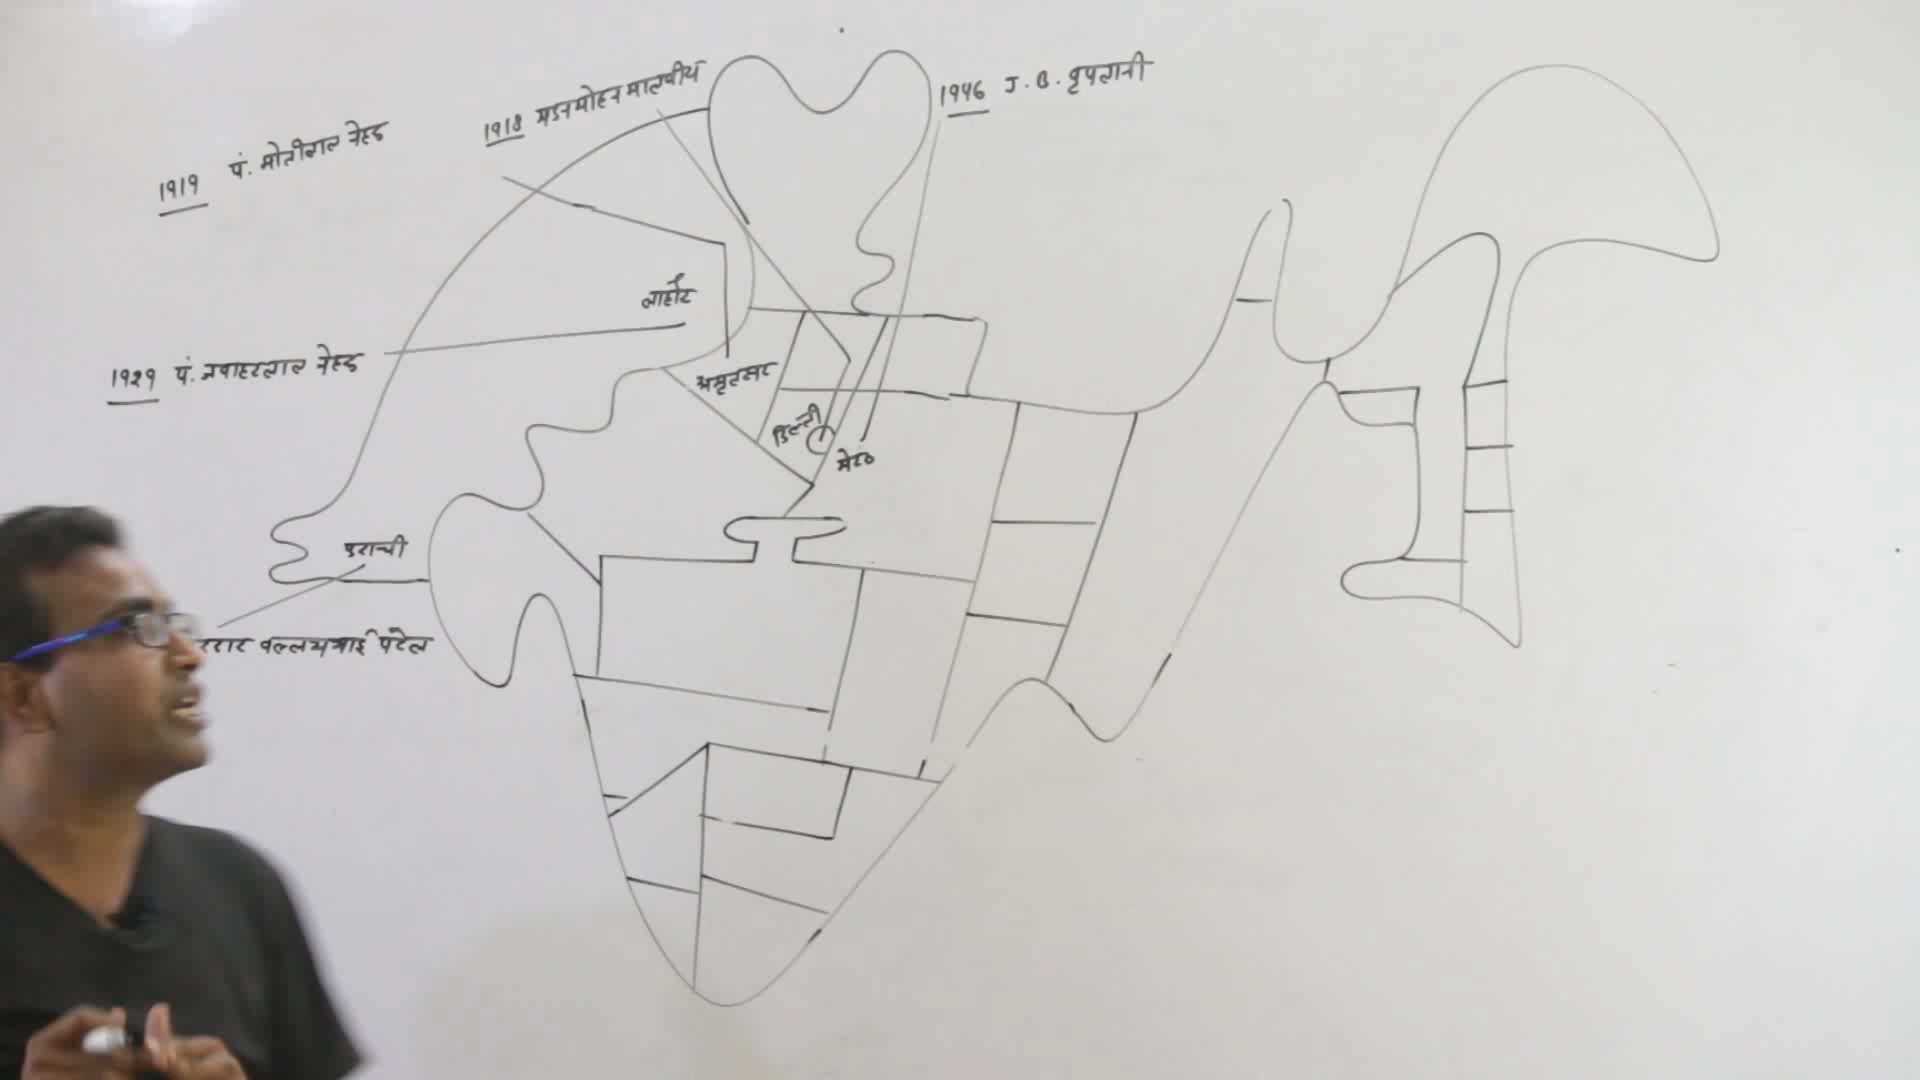 1946 J. B. कृपलानी
1918 मदनमोहन मालवीय
1919 पं. मोतीलाल नेहरू
लाहौर
1929 पं. जवाहरलाल नेहरू
अमृतसर
दिल्ली
मेरठ
कराची
वल्लभभाई पटेल